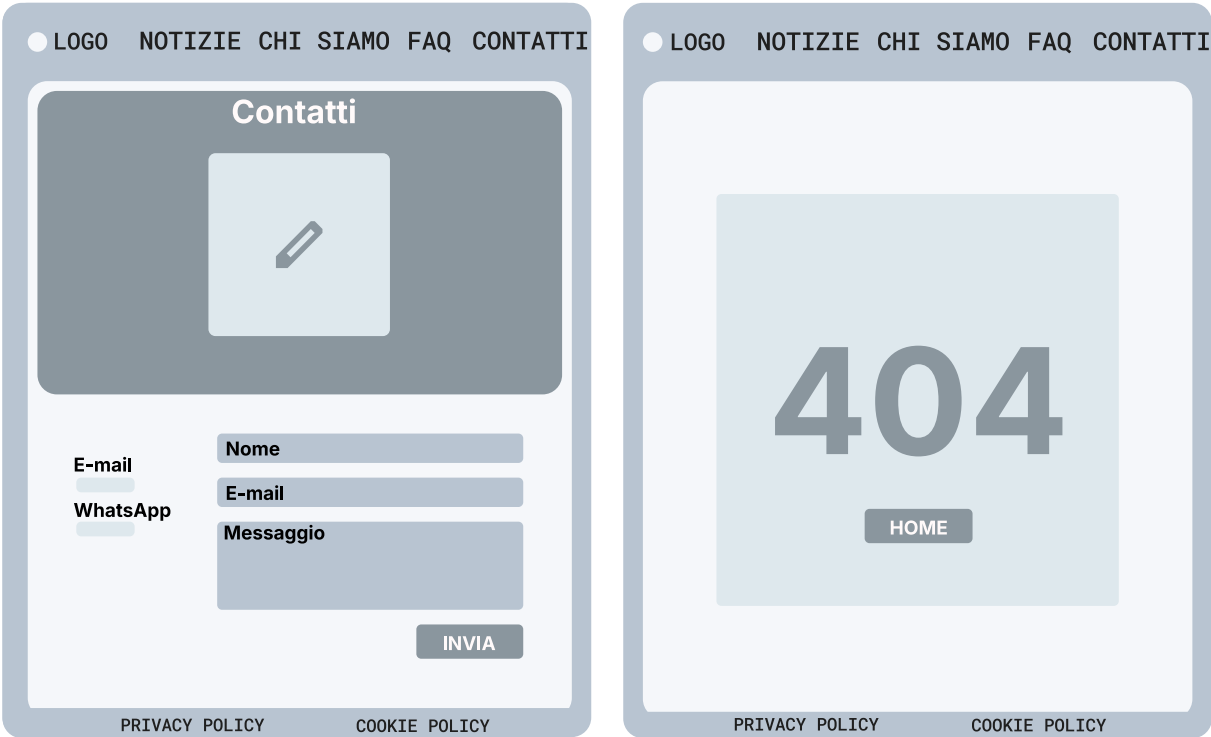 LOGO NOTIZIE CHI SIAMO FAQ CONTATTI
Contatti
E-mail
WhatsApp
Nome
E-mail
Messaggio
INVIA
PRIVACY POLICY COOKIE POLICY
LOGO NOTIZIE CHI SIAMO FAQ CONTATTI
404
HOME
PRIVACY POLICY COOKIE POLICY